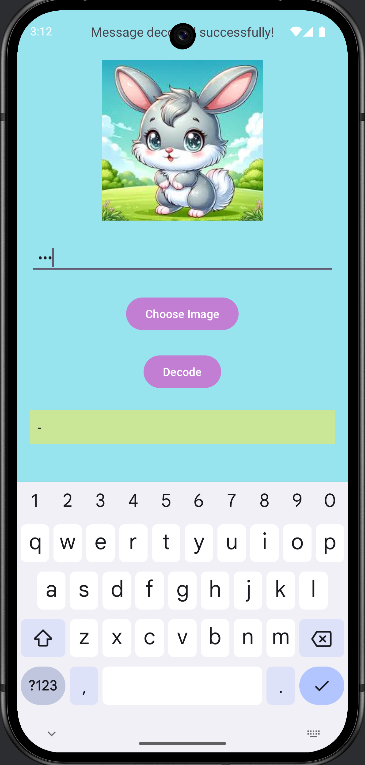 3:12
Message deco successfully!
•••
Choose Image
Decode
-
1 2 3 4 5 6 7 8 9 0
q w e r t y u i o p
a s d f g h j k l
z x c v b n m
?123 , .